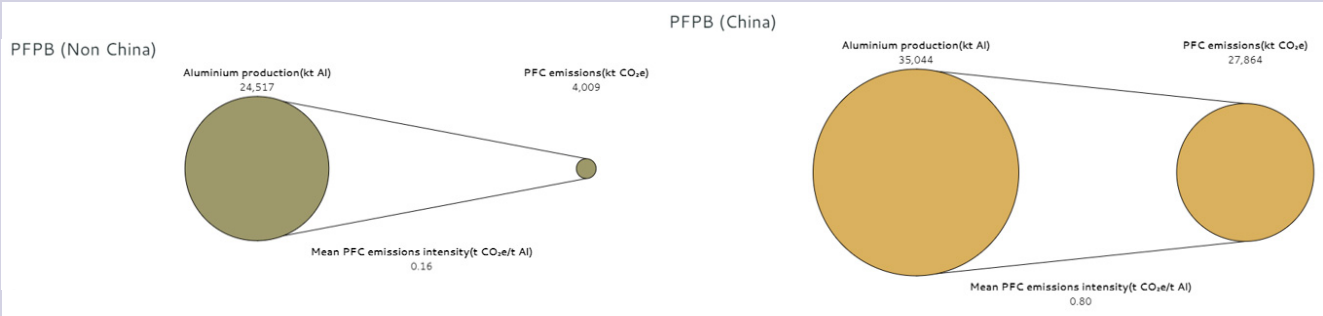 PFPB (Non China)
Aluminium production(kt Al)
24,517
PFC emissions(kt CO₂e)
4,009
Mean PFC emissions intensity(t CO₂e/t Al)
0.16
PFPB (China)
Aluminium production(kt Al)
35,044
PFC emissions(kt CO₂e)
27,864
Mean PFC emissions intensity(t CO₂e/t Al)
0.80